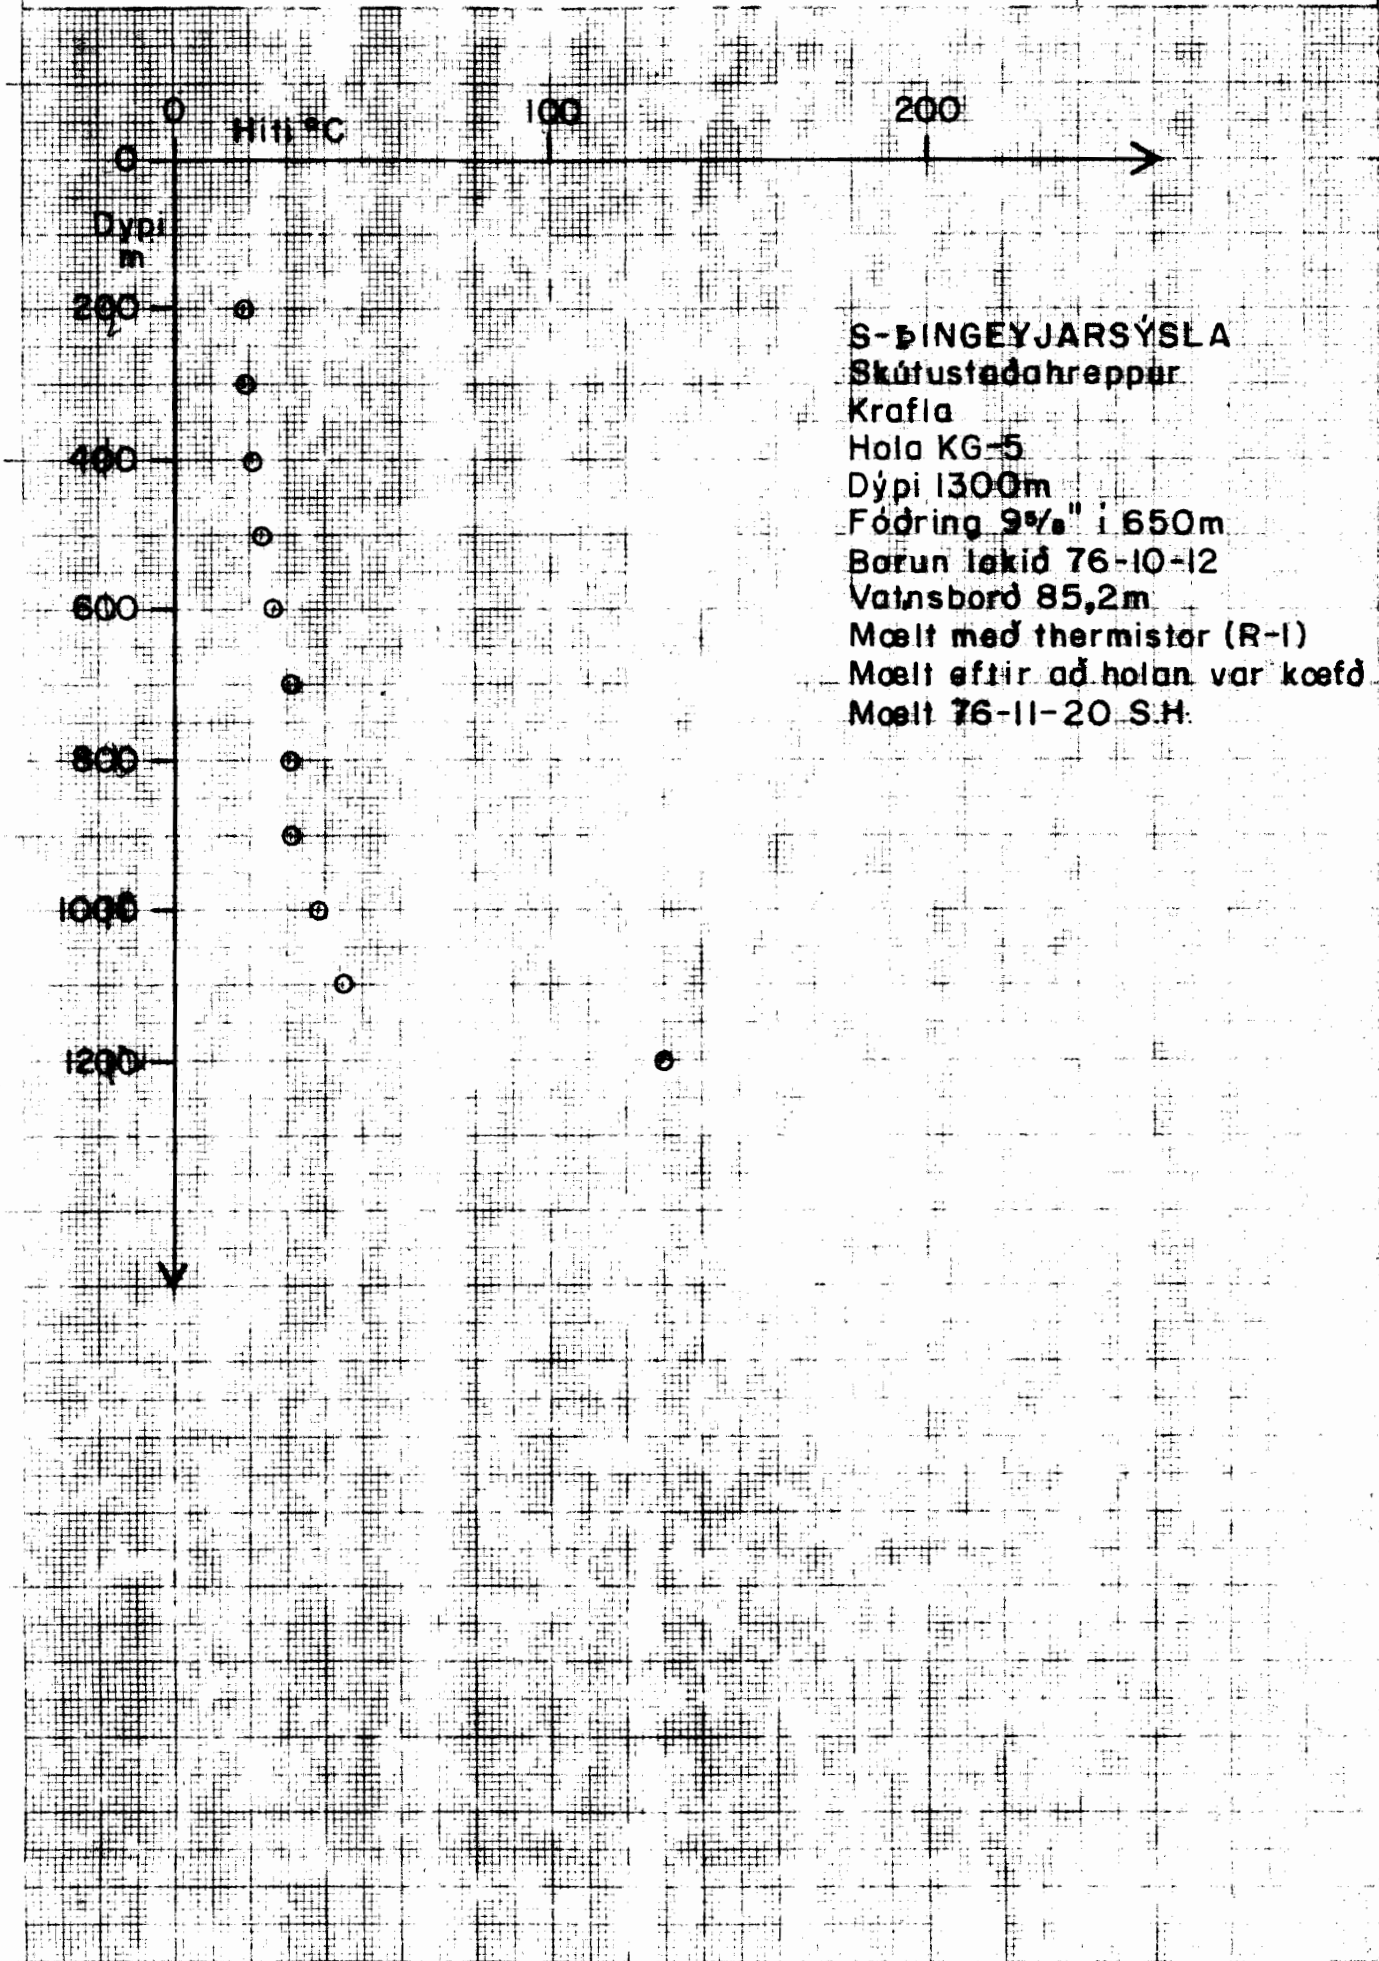 0 100 200
Hiti °C
0
Dýpi
m
200
400
600
800
1000
1200
S-ÞINGEYJARSÝSLA
Skútustaðahreppur
Krafla
Hola KG-5
Dýpi 1300m
Fóðring 9⁵/₈" í 650m
Borun lokið 76-10-12
Vatnsborð 85,2m
Mælt með thermistor (R-1)
Mælt eftir að holan var kæfð
Mælt 76-11-20 S.H.